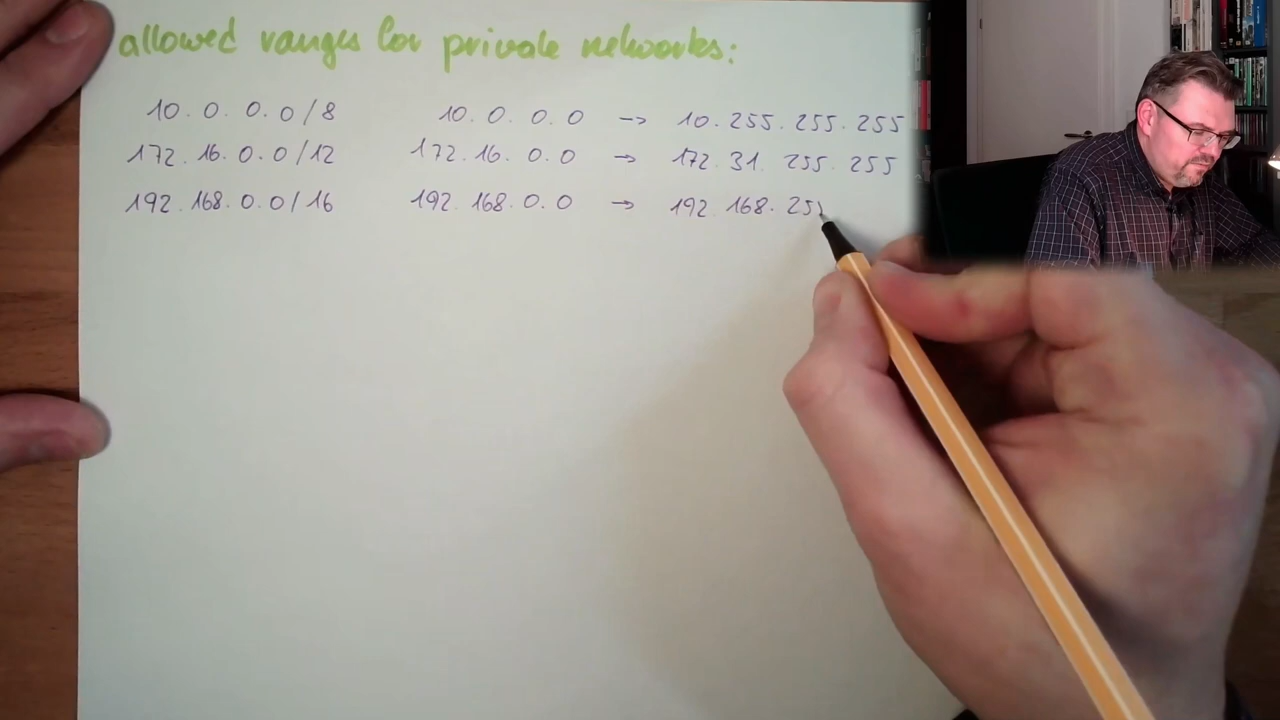 allowed ranges for private networks:
10.0.0.0/8 10.0.0.0 → 10.255.255.255
172.16.0.0/12 172.16.0.0 → 172.31.255.255
192.168.0.0/16 192.168.0.0 → 192.168.255